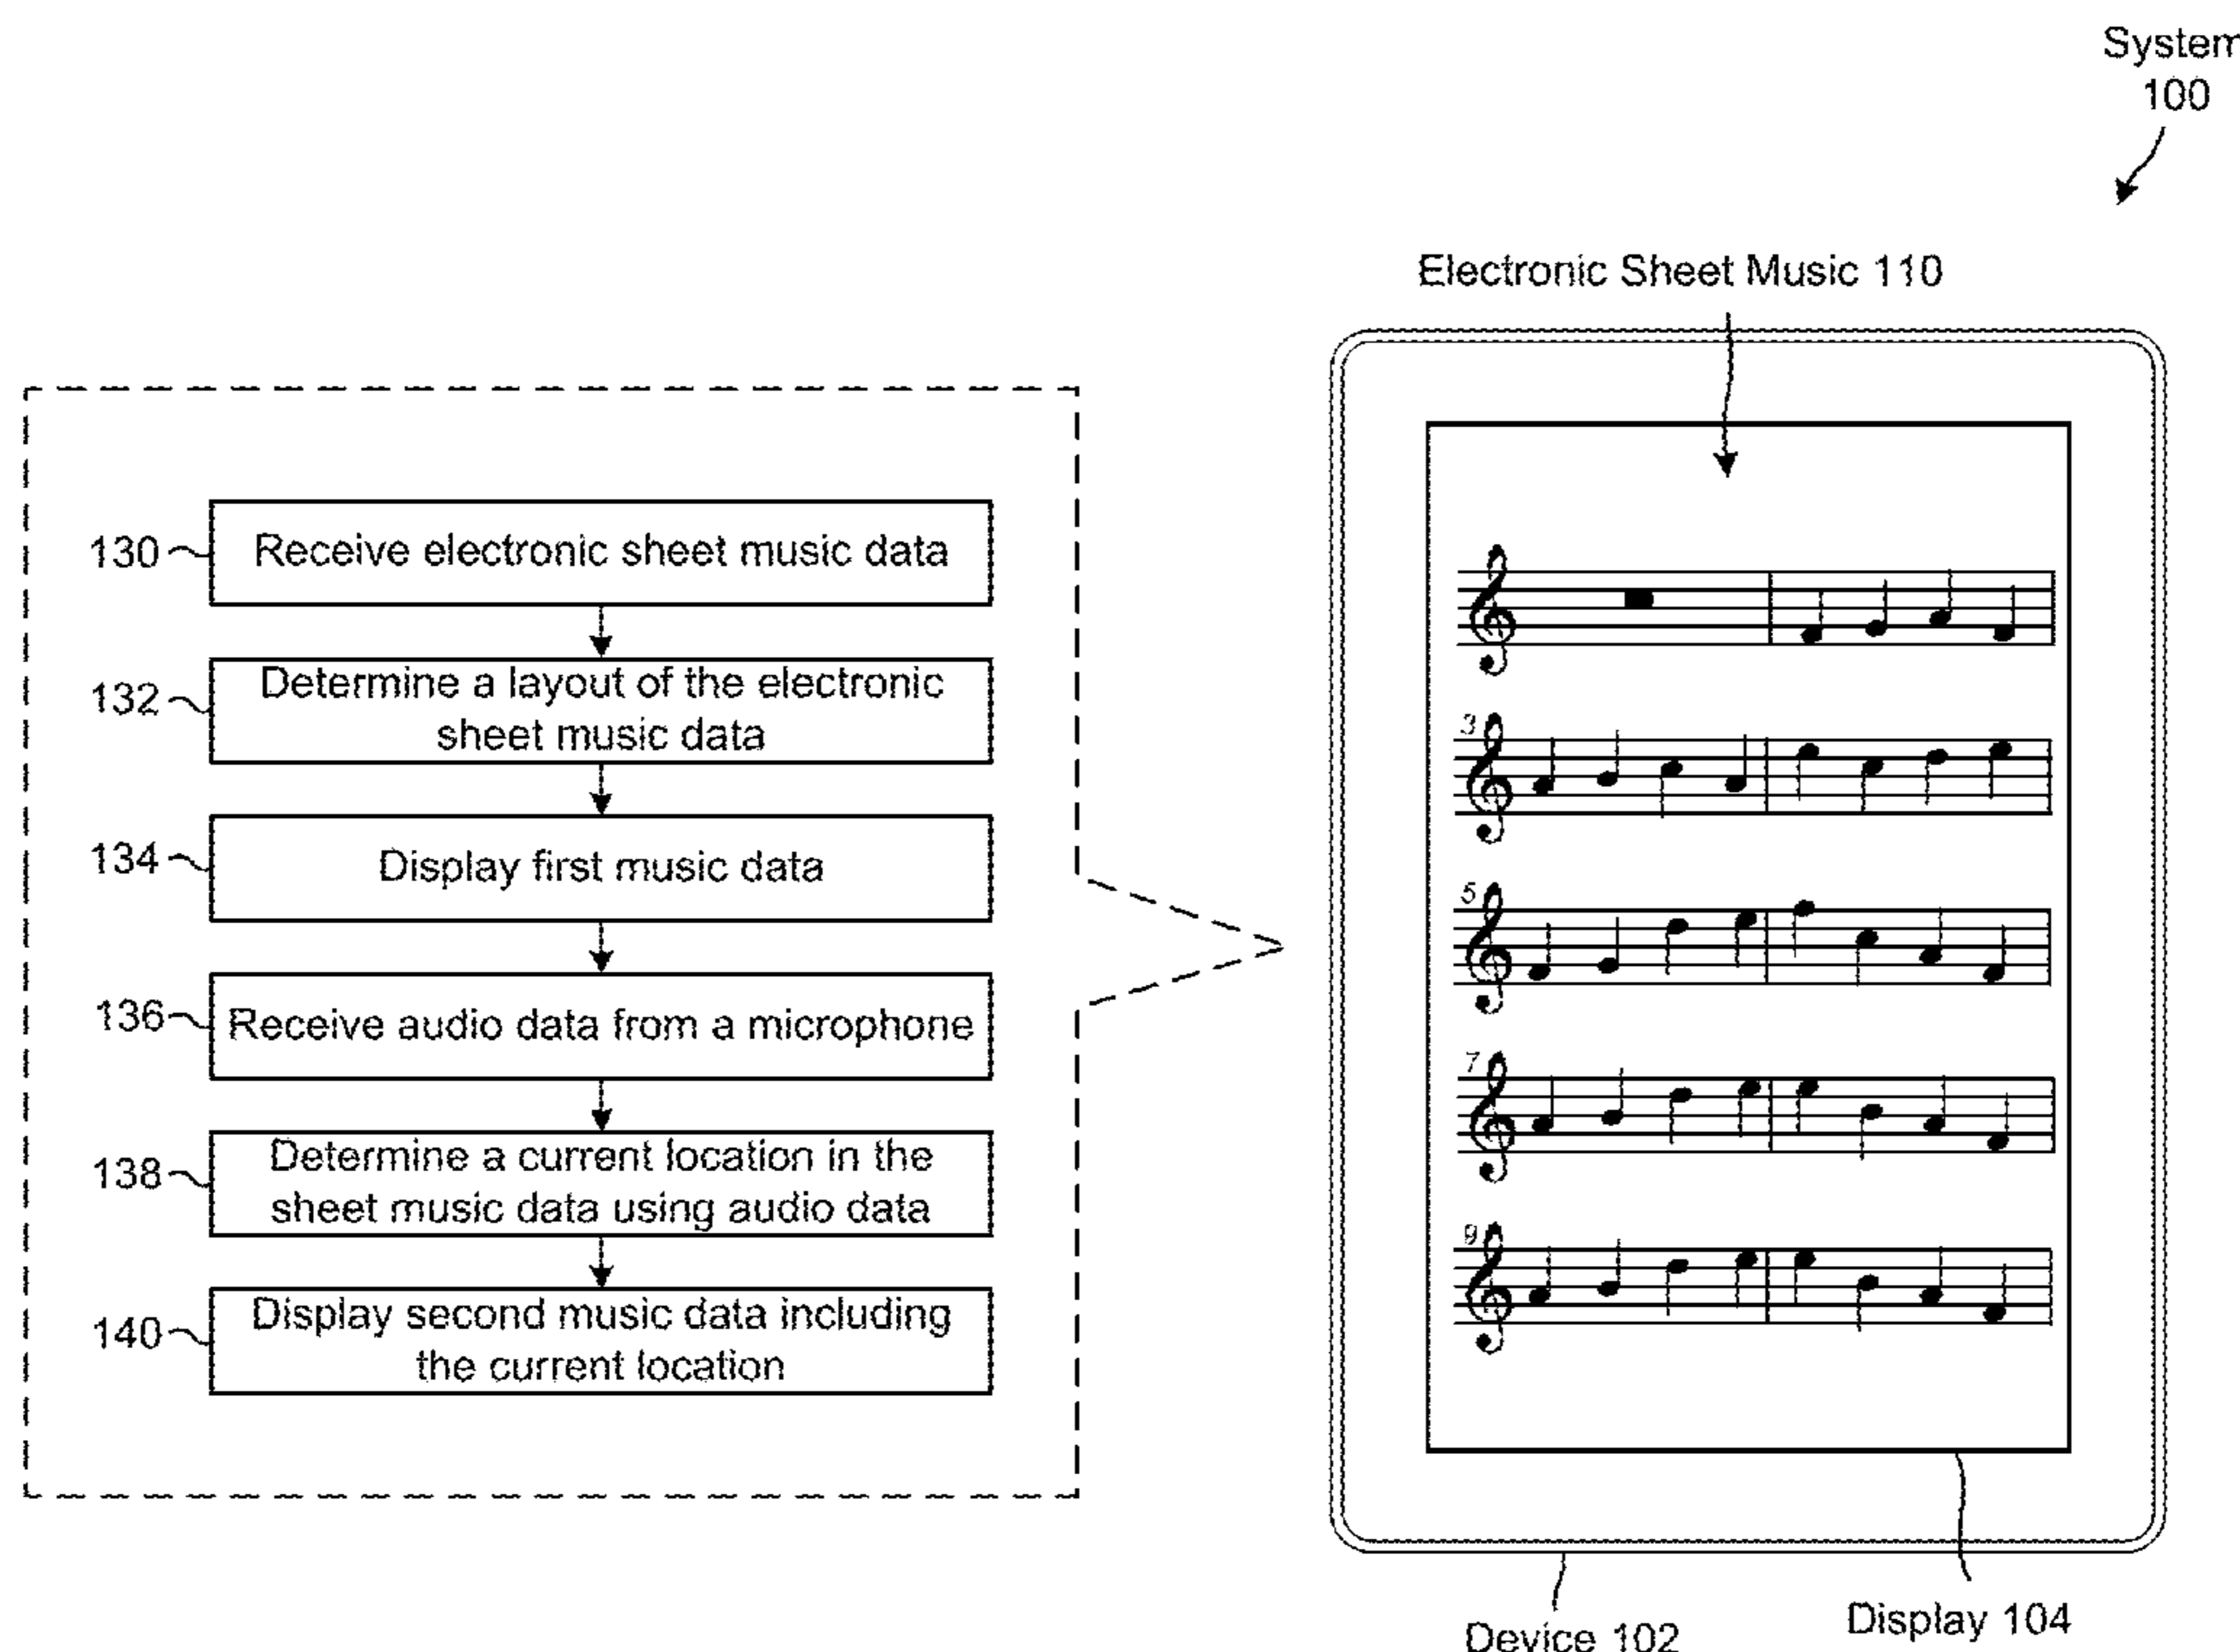 System
100
Electronic Sheet Music 110
130
Receive electronic sheet music data
132
Determine a layout of the electronic
sheet music data
134
Display first music data
136
Receive audio data from a microphone
138
Determine a current location in the
sheet music data using audio data
140
Display second music data including
the current location
3
5
7
9
Device 102
Display 104